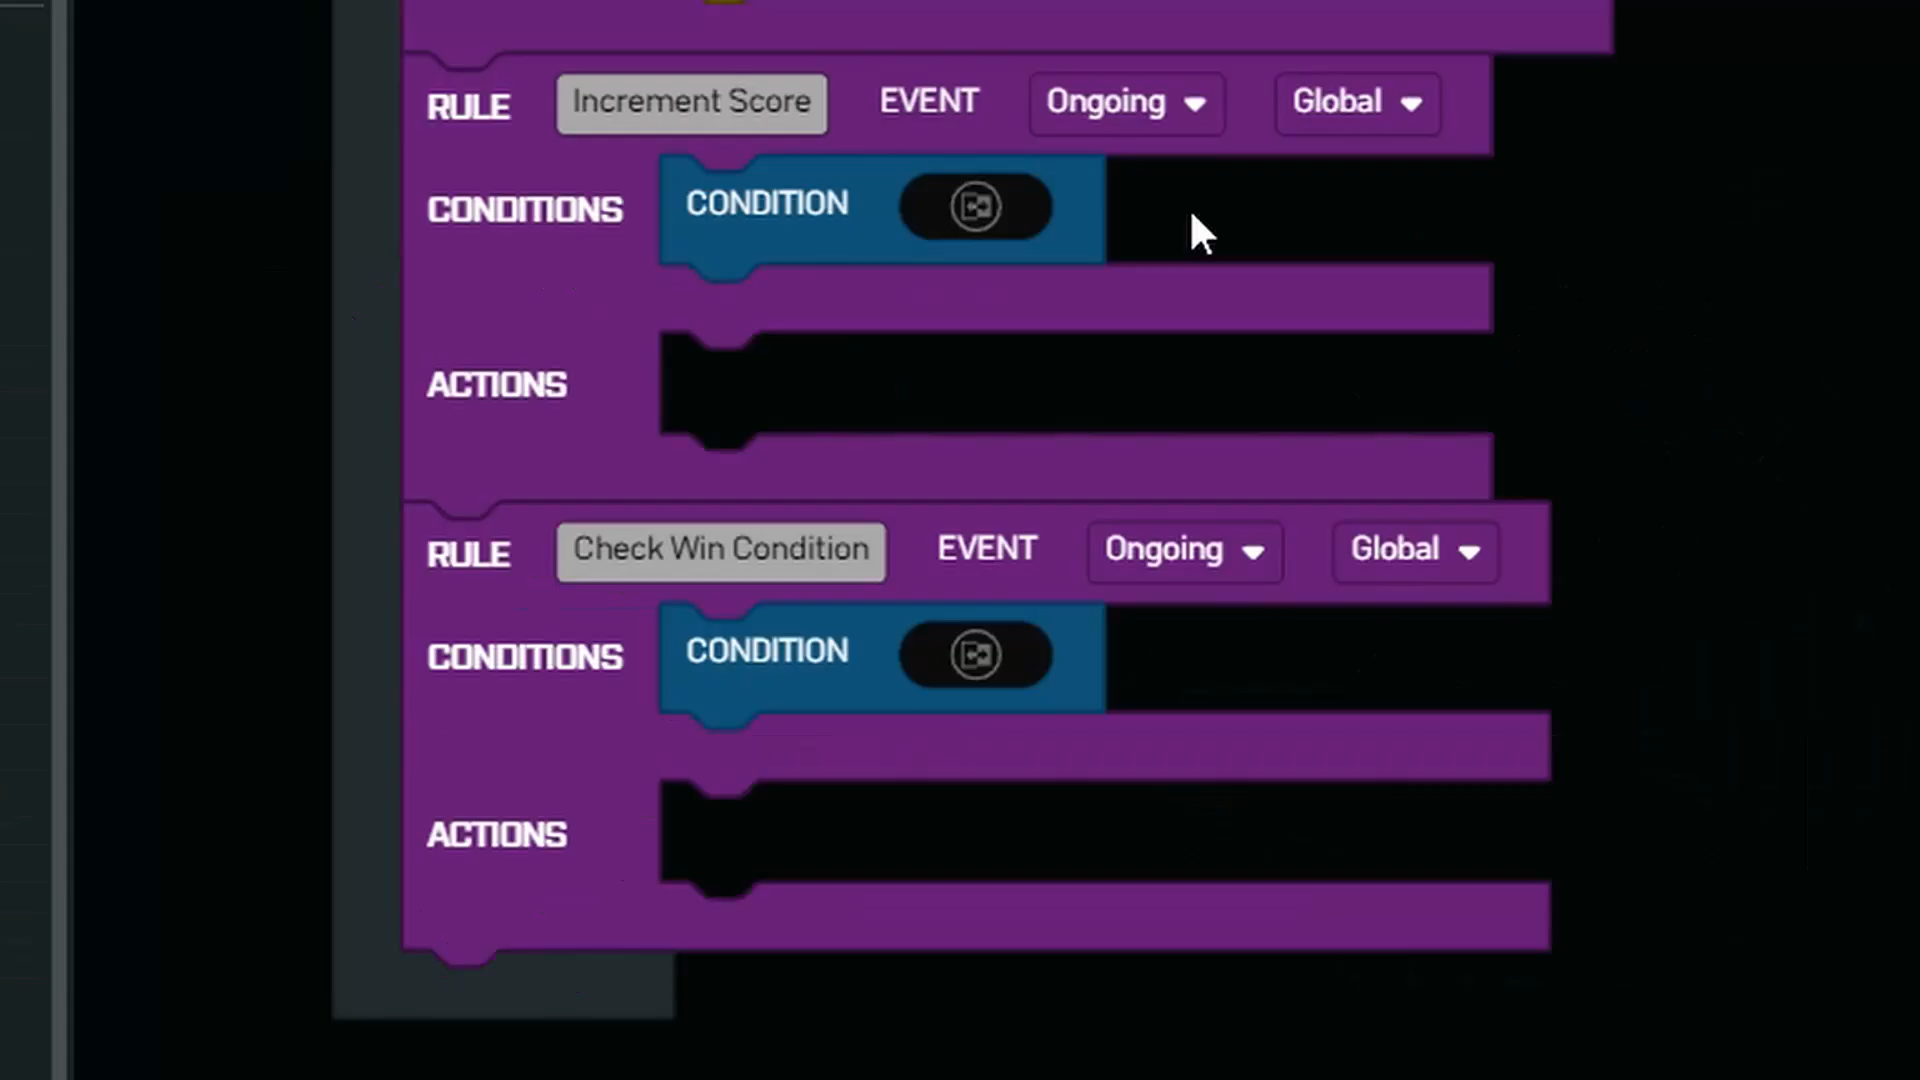 RULE Increment Score EVENT Ongoing Global
CONDITIONS CONDITION
ACTIONS
RULE Check Win Condition EVENT Ongoing Global
CONDITIONS CONDITION
ACTIONS